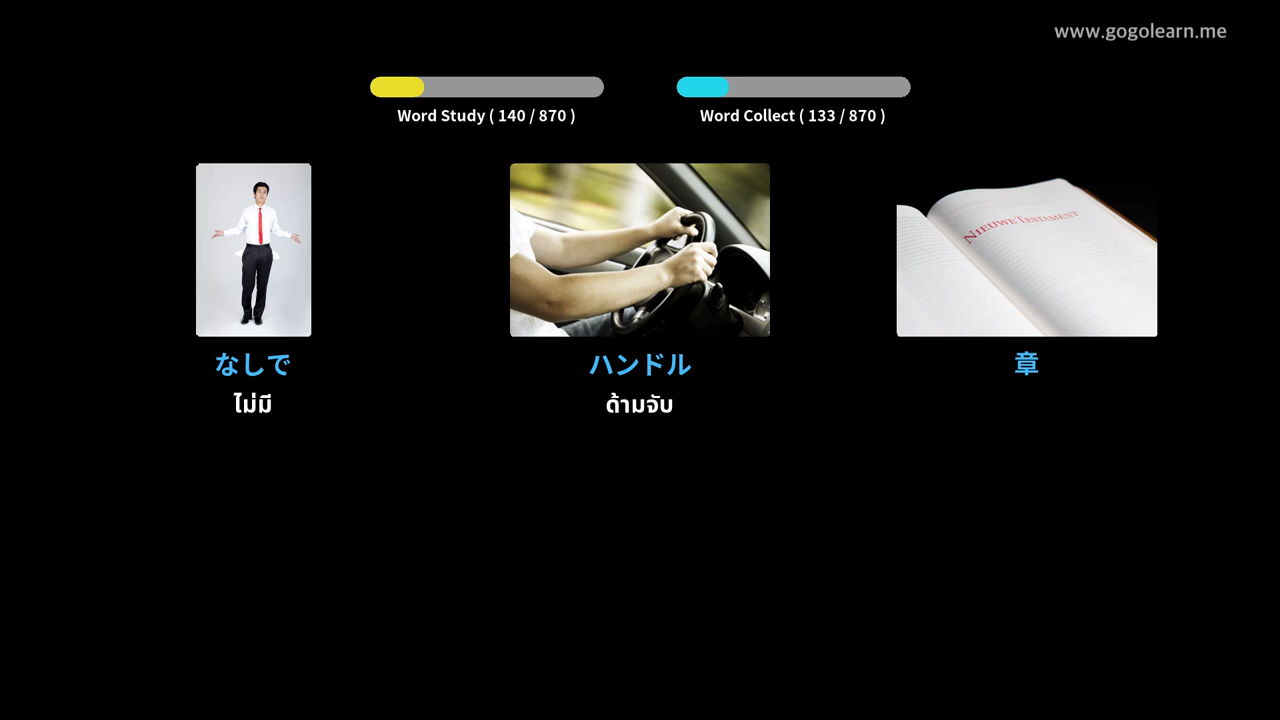 www.gogolearn.me
Word Study ( 140 / 870 )
Word Collect ( 133 / 870 )
NIEUWE TESTAMENT
なしで
ハンドル
章
ไม่มี
ด้ามจับ